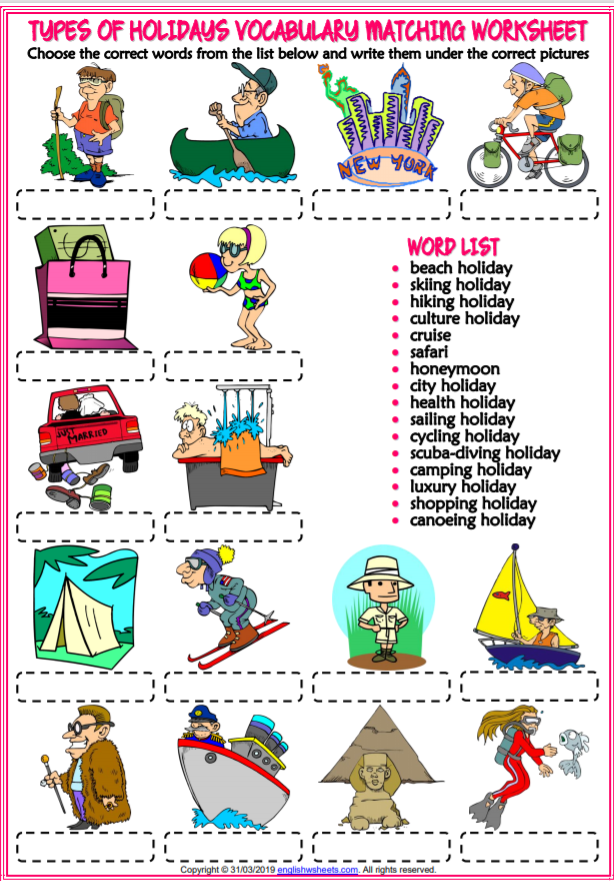 TYPES OF HOLIDAYS VOCABULARY MATCHING WORKSHEET
Choose the correct words from the list below and write them under the correct pictures
NEW YORK
WORD LIST
• beach holiday
• skiing holiday
• hiking holiday
• culture holiday
• cruise
• safari
• honeymoon
• city holiday
• health holiday
• sailing holiday
• cycling holiday
• scuba-diving holiday
• camping holiday
• luxury holiday
• shopping holiday
• canoeing holiday
JUST
MARRIED
Copyright © 31/03/2019 englishwsheets.com. All rights reserved.